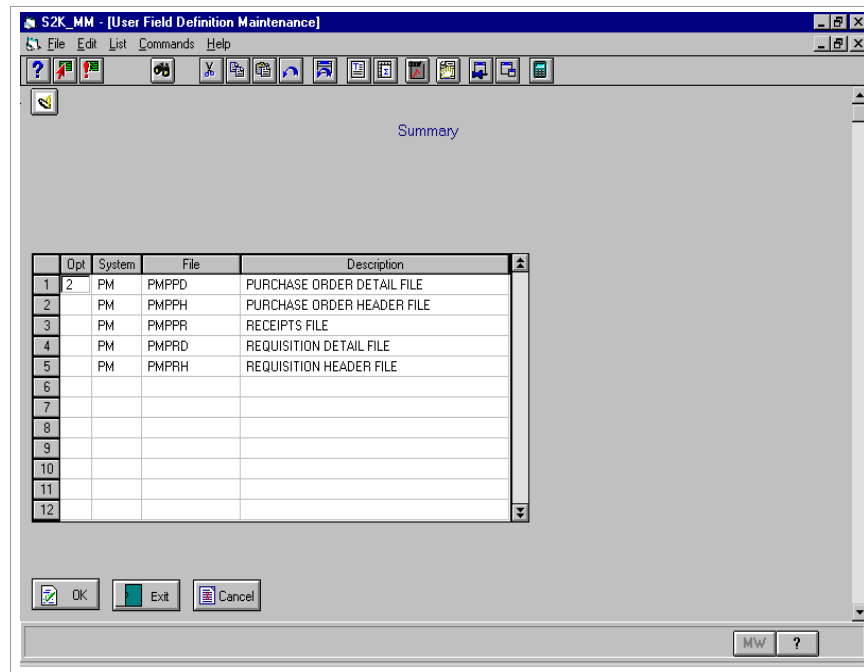 S2K_MM - [User Field Definition Maintenance]
File Edit List Commands Help
?
Summary
Opt System File Description
1 2 PM PMPPD PURCHASE ORDER DETAIL FILE
2 PM PMPPH PURCHASE ORDER HEADER FILE
3 PM PMPPR RECEIPTS FILE
4 PM PMPRD REQUISITION DETAIL FILE
5 PM PMPRH REQUISITION HEADER FILE
6
7
8
9
10
11
12
OK Exit Cancel
MW ?